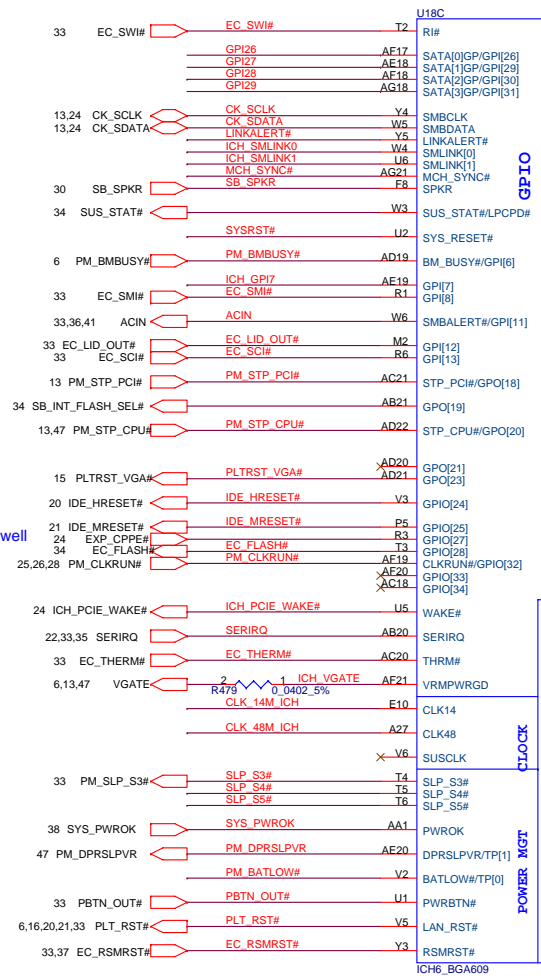 U18C
33 EC_SWI# EC_SWI# T2 RI#
GPI26 AF17 SATA[0]GP/GPI[26]
GPI27 AE18 SATA[1]GP/GPI[29]
GPI28 AF18 SATA[2]GP/GPI[30]
GPI29 AG18 SATA[3]GP/GPI[31]
GPIO
13,24 CK_SCLK CK_SCLK Y4 SMBCLK
13,24 CK_SDATA CK_SDATA W5 SMBDATA
LINKALERT# Y5 LINKALERT#
ICH_SMLINK0 W4 SMLINK[0]
ICH_SMLINK1 U6 SMLINK[1]
MCH_SYNC# AG21 MCH_SYNC#
30 SB_SPKR SB_SPKR F8 SPKR
34 SUS_STAT# W3 SUS_STAT#/LPCPD#
SYSRST# U2 SYS_RESET#
6 PM_BMBUSY# PM_BMBUSY# AD19 BM_BUSY#/GPI[6]
ICH_GPI7 AE19 GPI[7]
33 EC_SMI# EC_SMI# R1 GPI[8]
33,36,41 ACIN ACIN W6 SMBALERT#/GPI[11]
33 EC_LID_OUT# EC_LID_OUT# M2 GPI[12]
33 EC_SCI# EC_SCI# R6 GPI[13]
13 PM_STP_PCI# PM_STP_PCI# AC21 STP_PCI#/GPO[18]
34 SB_INT_FLASH_SEL# AB21 GPO[19]
13,47 PM_STP_CPU# PM_STP_CPU# AD22 STP_CPU#/GPO[20]
AD20 GPO[21]
15 PLTRST_VGA# PLTRST_VGA# AD21 GPO[23]
20 IDE_HRESET# IDE_HRESET# V3 GPIO[24]
21 IDE_MRESET# IDE_MRESET# P5 GPIO[25]
well
24 EXP_CPPE# R3 GPIO[27]
34 EC_FLASH# EC_FLASH# T3 GPIO[28]
25,26,28 PM_CLKRUN# PM_CLKRUN# AF19 CLKRUN#/GPIO[32]
AF20 GPIO[33]
AC18 GPIO[34]
24 ICH_PCIE_WAKE# ICH_PCIE_WAKE# U5 WAKE#
22,33,35 SERIRQ SERIRQ AB20 SERIRQ
33 EC_THERM# EC_THERM# AC20 THRM#
6,13,47 VGATE 2 1 ICH_VGATE AF21 VRMPWRGD
R479 0_0402_5%
CLK_14M_ICH E10 CLK14
CLK_48M_ICH A27 CLK48
CLOCK
V6 SUSCLK
33 PM_SLP_S3# SLP_S3# T4 SLP_S3#
SLP_S4# T5 SLP_S4#
SLP_S5# T6 SLP_S5#
38 SYS_PWROK SYS_PWROK AA1 PWROK
47 PM_DPRSLPVR PM_DPRSLPVR AE20 DPRSLPVR/TP[1]
PM_BATLOW# V2 BATLOW#/TP[0]
POWER MGT
33 PBTN_OUT# PBTN_OUT# U1 PWRBTN#
6,16,20,21,33 PLT_RST# PLT_RST# V5 LAN_RST#
33,37 EC_RSMRST# EC_RSMRST# Y3 RSMRST#
ICH6_BGA609